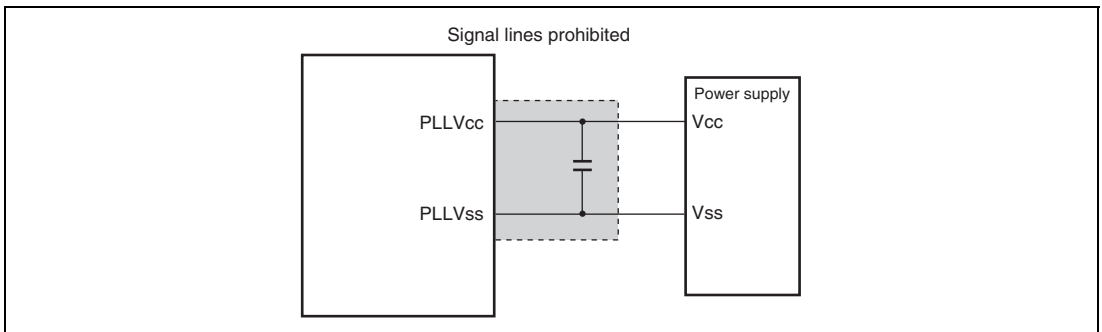 Signal lines prohibited
Power supply
PLLVcc
Vcc
PLLVss
Vss